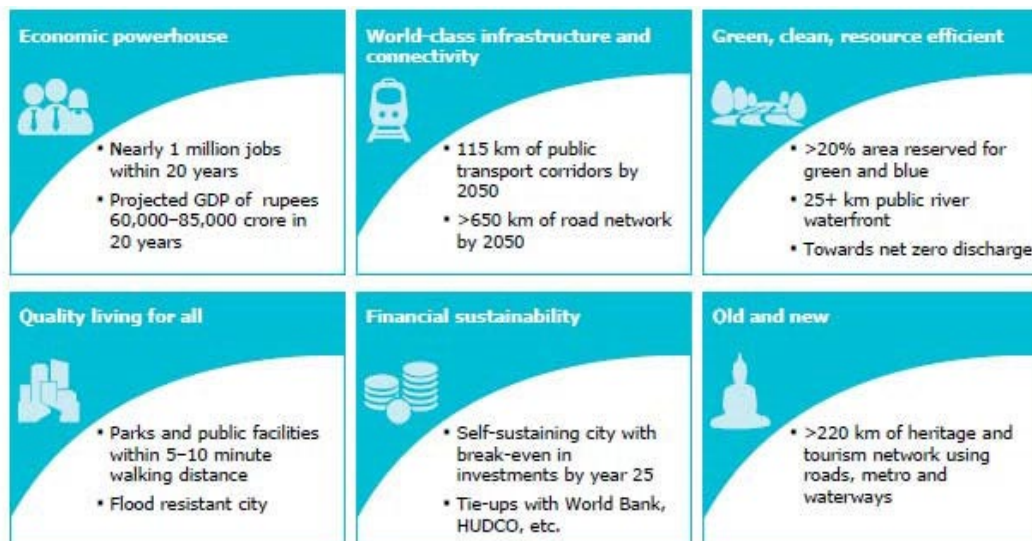 Economic powerhouse
• Nearly 1 million jobs
within 20 years
• Projected GDP of rupees
60,000–85,000 crore in
20 years
World-class infrastructure and
connectivity
• 115 km of public
transport corridors by
2050
• >650 km of road network
by 2050
Green, clean, resource efficient
• >20% area reserved for
green and blue
• 25+ km public river
waterfront
• Towards net zero discharge
Quality living for all
• Parks and public facilities
within 5–10 minute
walking distance
• Flood resistant city
Financial sustainability
• Self-sustaining city with
break-even in
investments by year 25
• Tie-ups with World Bank,
HUDCO, etc.
Old and new
• >220 km of heritage and
tourism network using
roads, metro and
waterways